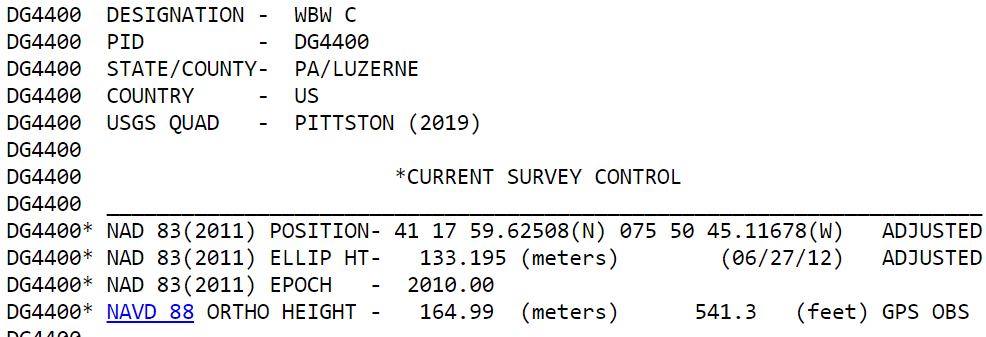 DG4400  DESIGNATION -  WBW C
DG4400  PID         -  DG4400
DG4400  STATE/COUNTY-  PA/LUZERNE
DG4400  COUNTRY     -  US
DG4400  USGS QUAD   -  PITTSTON (2019)
DG4400
DG4400                         *CURRENT SURVEY CONTROL
DG4400  ______________________________________________________________________
DG4400* NAD 83(2011) POSITION- 41 17 59.62508(N) 075 50 45.11678(W)   ADJUSTED
DG4400* NAD 83(2011) ELLIP HT-   133.195 (meters)        (06/27/12)   ADJUSTED
DG4400* NAD 83(2011) EPOCH   -  2010.00
DG4400* NAVD 88 ORTHO HEIGHT -   164.99  (meters)      541.3   (feet) GPS OBS